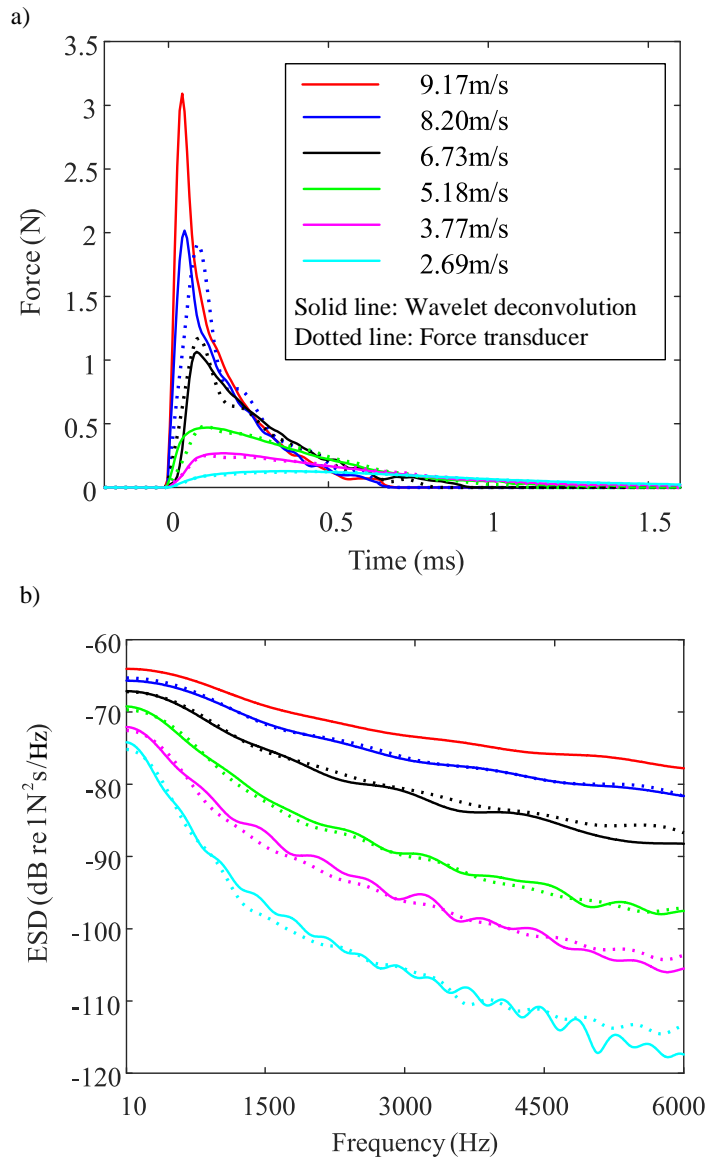 a)
3.5
3
2.5
2
1.5
1
0.5
0
Force (N)
9.17m/s
8.20m/s
6.73m/s
5.18m/s
3.77m/s
2.69m/s
Solid line: Wavelet deconvolution
Dotted line: Force transducer
0 0.5 1 1.5
Time (ms)
b)
-60
-70
-80
-90
-100
-110
-120
ESD (dB re 1N²s/Hz)
10 1500 3000 4500 6000
Frequency (Hz)